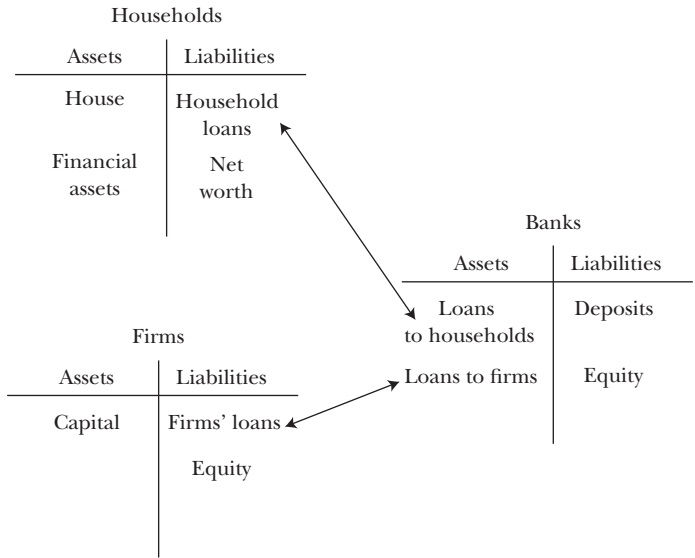 Households
Assets Liabilities
House Household
loans
Financial Net
assets worth
Banks
Assets Liabilities
Loans Deposits
to households
Loans to firms Equity
Firms
Assets Liabilities
Capital Firms’ loans
Equity